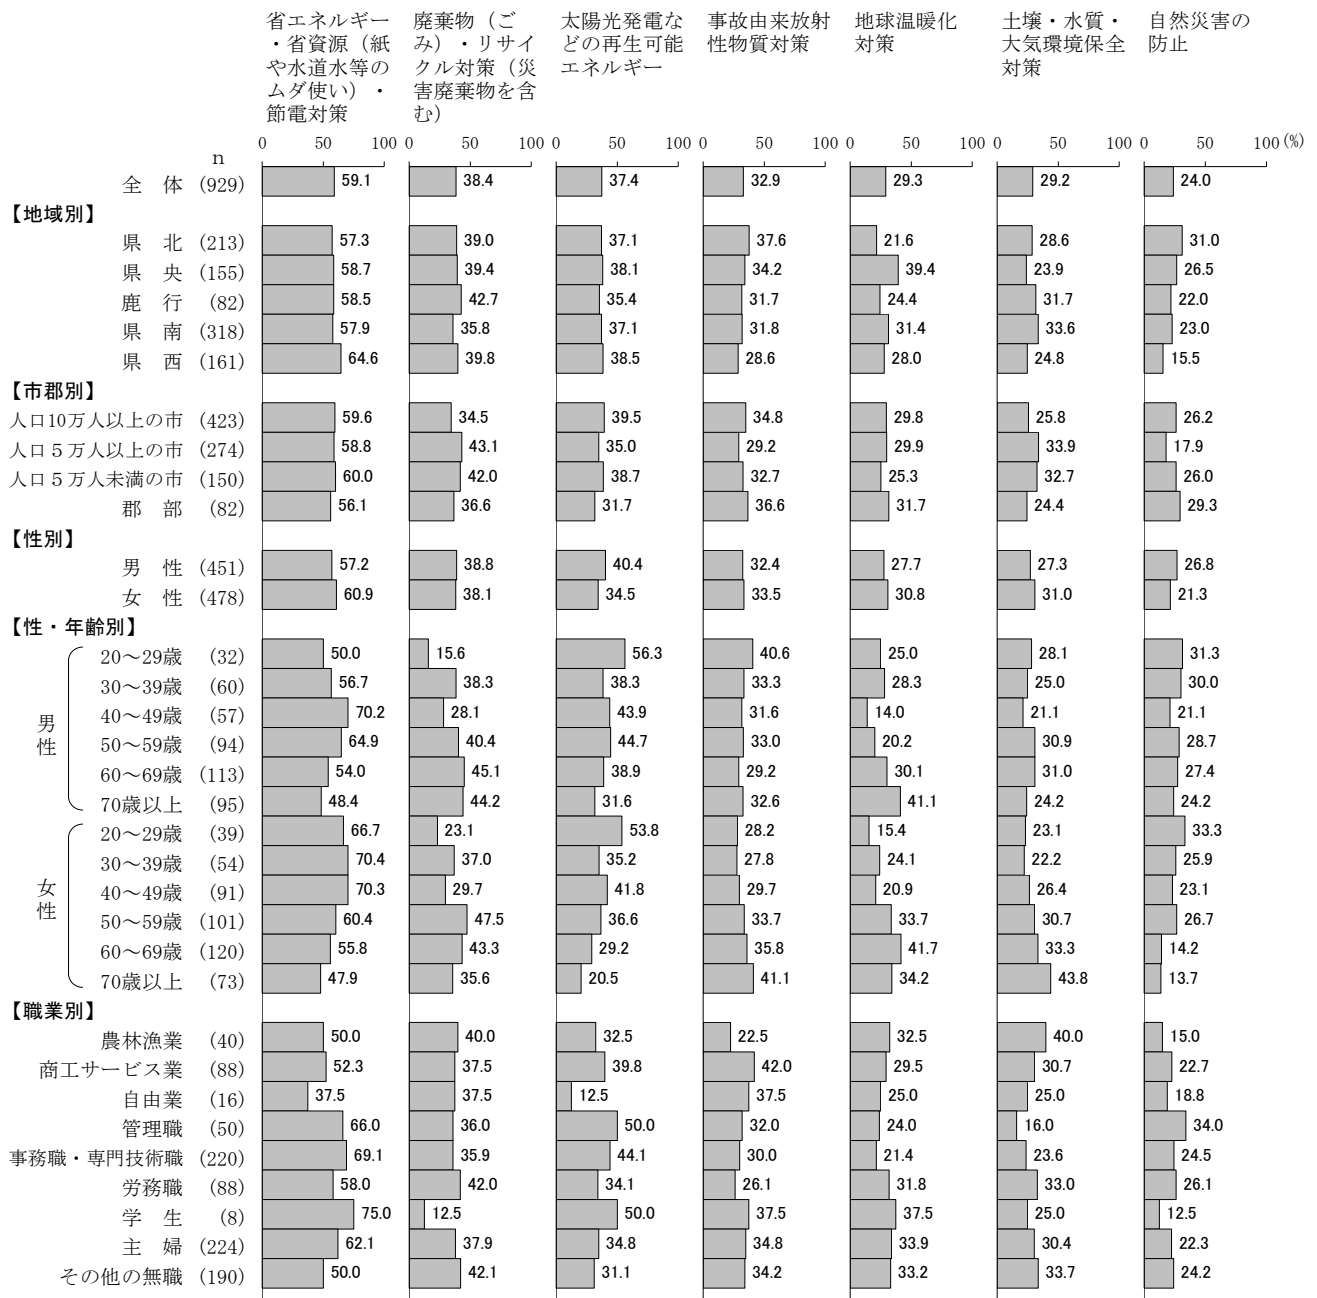 省エネルギー・省資源（紙や水道水等のムダ使い）・節電対策
廃棄物（ごみ）・リサイクル対策（災害廃棄物を含む）
太陽光発電などの再生可能エネルギー
事故由来放射性物質対策
地球温暖化対策
土壌・水質・大気環境保全対策
自然災害の防止
0 50 100 0 50 100 0 50 100 0 50 100 0 50 100 0 50 100 0 50 100 (%)
n
全　体 (929) 59.1 38.4 37.4 32.9 29.3 29.2 24.0
【地域別】
県　北 (213) 57.3 39.0 37.1 37.6 21.6 28.6 31.0
県　央 (155) 58.7 39.4 38.1 34.2 39.4 23.9 26.5
鹿　行 (82) 58.5 42.7 35.4 31.7 24.4 31.7 22.0
県　南 (318) 57.9 35.8 37.1 31.8 31.4 33.6 23.0
県　西 (161) 64.6 39.8 38.5 28.6 28.0 24.8 15.5
【市郡別】
人口10万人以上の市 (423) 59.6 34.5 39.5 34.8 29.8 25.8 26.2
人口５万人以上の市 (274) 58.8 43.1 35.0 29.2 29.9 33.9 17.9
人口５万人未満の市 (150) 60.0 42.0 38.7 32.7 25.3 32.7 26.0
郡　部 (82) 56.1 36.6 31.7 36.6 31.7 24.4 29.3
【性別】
男　性 (451) 57.2 38.8 40.4 32.4 27.7 27.3 26.8
女　性 (478) 60.9 38.1 34.5 33.5 30.8 31.0 21.3
【性・年齢別】
男性
20～29歳 (32) 50.0 15.6 56.3 40.6 25.0 28.1 31.3
30～39歳 (60) 56.7 38.3 38.3 33.3 28.3 25.0 30.0
40～49歳 (57) 70.2 28.1 43.9 31.6 14.0 21.1 21.1
50～59歳 (94) 64.9 40.4 44.7 33.0 20.2 30.9 28.7
60～69歳 (113) 54.0 45.1 38.9 29.2 30.1 31.0 27.4
70歳以上 (95) 48.4 44.2 31.6 32.6 41.1 24.2 24.2
女性
20～29歳 (39) 66.7 23.1 53.8 28.2 15.4 23.1 33.3
30～39歳 (54) 70.4 37.0 35.2 27.8 24.1 22.2 25.9
40～49歳 (91) 70.3 29.7 41.8 29.7 20.9 26.4 23.1
50～59歳 (101) 60.4 47.5 36.6 33.7 33.7 30.7 26.7
60～69歳 (120) 55.8 43.3 29.2 35.8 41.7 33.3 14.2
70歳以上 (73) 47.9 35.6 20.5 41.1 34.2 43.8 13.7
【職業別】
農林漁業 (40) 50.0 40.0 32.5 22.5 32.5 40.0 15.0
商工サービス業 (88) 52.3 37.5 39.8 42.0 29.5 30.7 22.7
自由業 (16) 37.5 37.5 12.5 37.5 25.0 25.0 18.8
管理職 (50) 66.0 36.0 50.0 32.0 24.0 16.0 34.0
事務職・専門技術職 (220) 69.1 35.9 44.1 30.0 21.4 23.6 24.5
労務職 (88) 58.0 42.0 34.1 26.1 31.8 33.0 26.1
学　生 (8) 75.0 12.5 50.0 37.5 37.5 25.0 12.5
主　婦 (224) 62.1 37.9 34.8 34.8 33.9 30.4 22.3
その他の無職 (190) 50.0 42.1 31.1 34.2 33.2 33.7 24.2